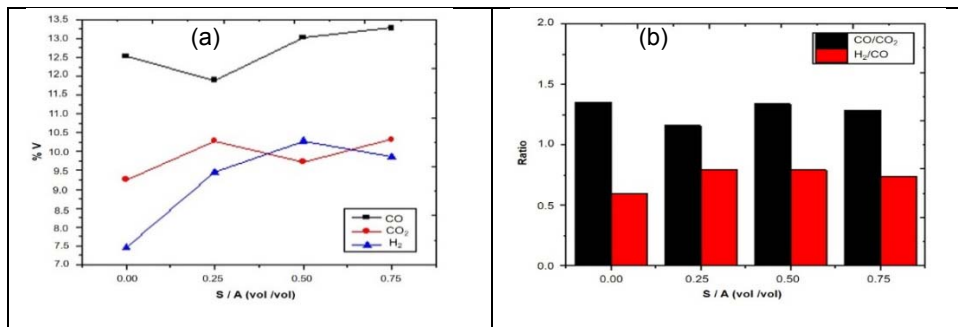 (a)
13.5
13.0
12.5
12.0
11.5
11.0
10.5
10.0
9.5
9.0
8.5
8.0
7.5
7.0
% V
CO
CO₂
H₂
0.00 0.25 0.50 0.75
S / A (vol /vol)
(b)
2.0
1.5
1.0
0.5
0.0
Ratio
CO/CO₂
H₂/CO
0.00 0.25 0.50 0.75
S / A (vol /vol)